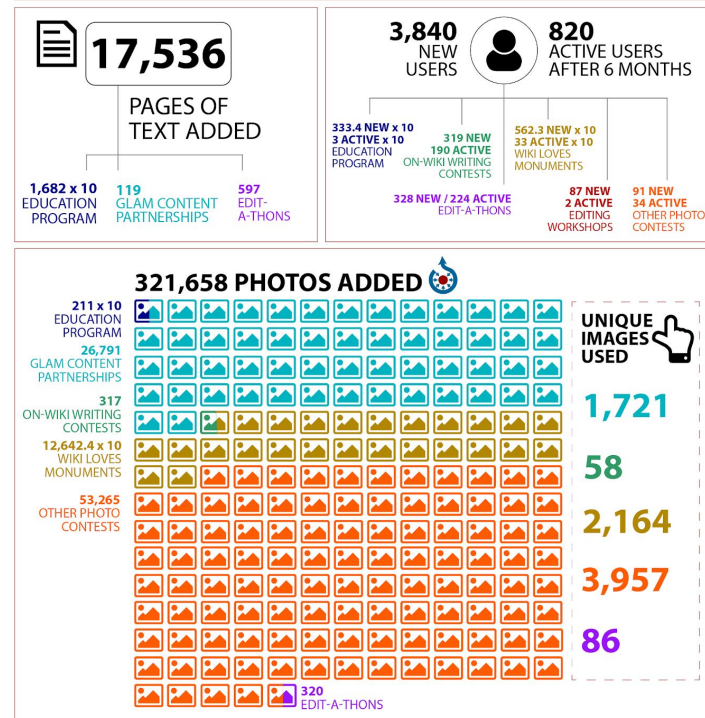 17,536
PAGES OF
TEXT ADDED
1,682 x 10
EDUCATION
PROGRAM
119
GLAM CONTENT
PARTNERSHIPS
597
EDIT-
A-THONS
3,840
NEW
USERS
820
ACTIVE USERS
AFTER 6 MONTHS
333.4 NEW x 10
3 ACTIVE x 10
EDUCATION
PROGRAM
319 NEW
190 ACTIVE
ON-WIKI WRITING
CONTESTS
328 NEW / 224 ACTIVE
EDIT-A-THONS
562.3 NEW x 10
33 ACTIVE x 10
WIKI LOVES
MONUMENTS
87 NEW
2 ACTIVE
EDITING
WORKSHOPS
91 NEW
34 ACTIVE
OTHER PHOTO
CONTESTS
321,658 PHOTOS ADDED
211 x 10
EDUCATION
PROGRAM
26,791
GLAM CONTENT
PARTNERSHIPS
317
ON-WIKI WRITING
CONTESTS
12,642.4 x 10
WIKI LOVES
MONUMENTS
53,265
OTHER PHOTO
CONTESTS
320
EDIT-A-THONS
UNIQUE
IMAGES
USED
1,721
58
2,164
3,957
86